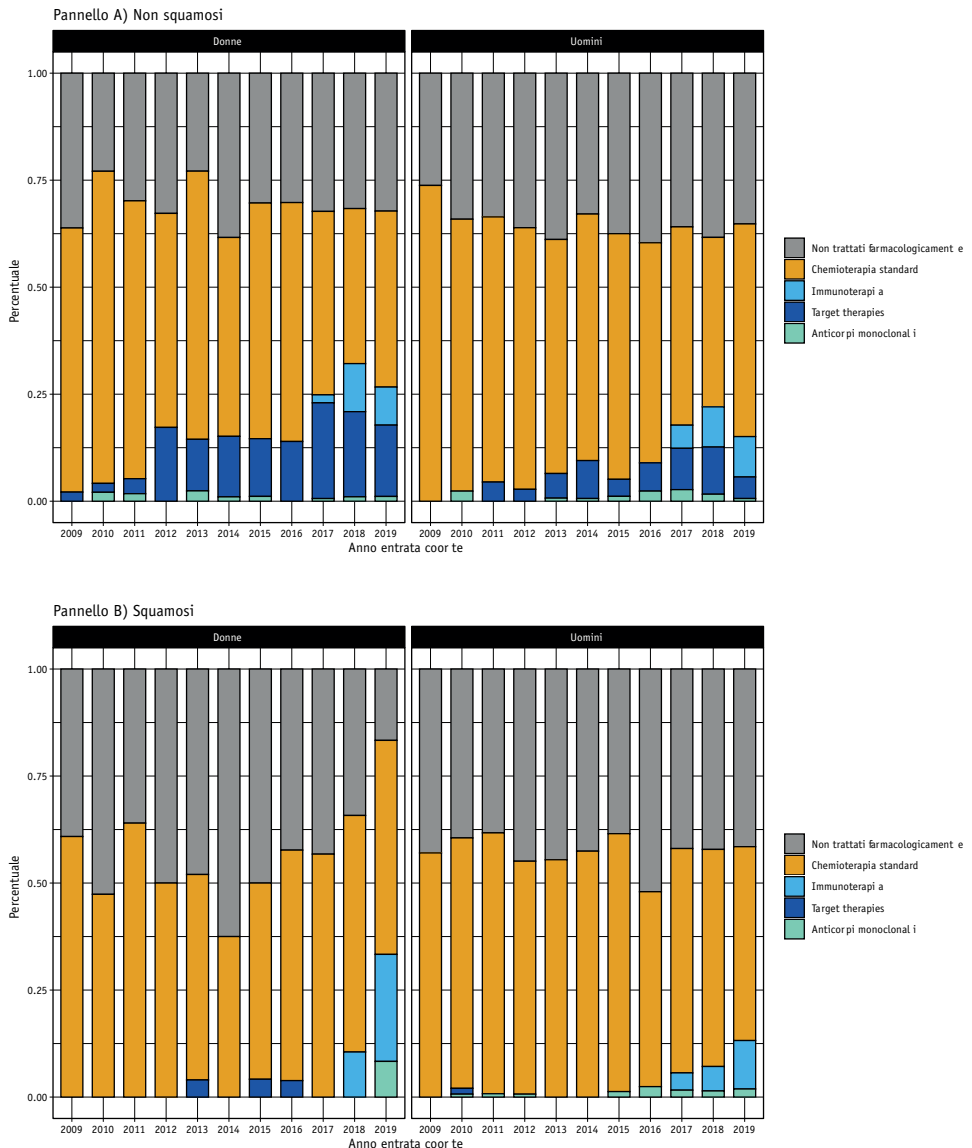 Pannello A) Non squamosi
Donne
Uomini
1.00
0.75
0.50
0.25
0.00
Percentuale
2009 2010 2011 2012 2013 2014 2015 2016 2017 2018 2019
2009 2010 2011 2012 2013 2014 2015 2016 2017 2018 2019
Anno entrata coor te
Non trattati farmacologicament e
Chemioterapia standard
Immunoterapi a
Target therapies
Anticorpi monoclonal i
Pannello B) Squamosi
Donne
Uomini
1.00
0.75
0.50
0.25
0.00
Percentuale
2009 2010 2011 2012 2013 2014 2015 2016 2017 2018 2019
2009 2010 2011 2012 2013 2014 2015 2016 2017 2018 2019
Anno entrata coor te
Non trattati farmacologicament e
Chemioterapia standard
Immunoterapi a
Target therapies
Anticorpi monoclonal i